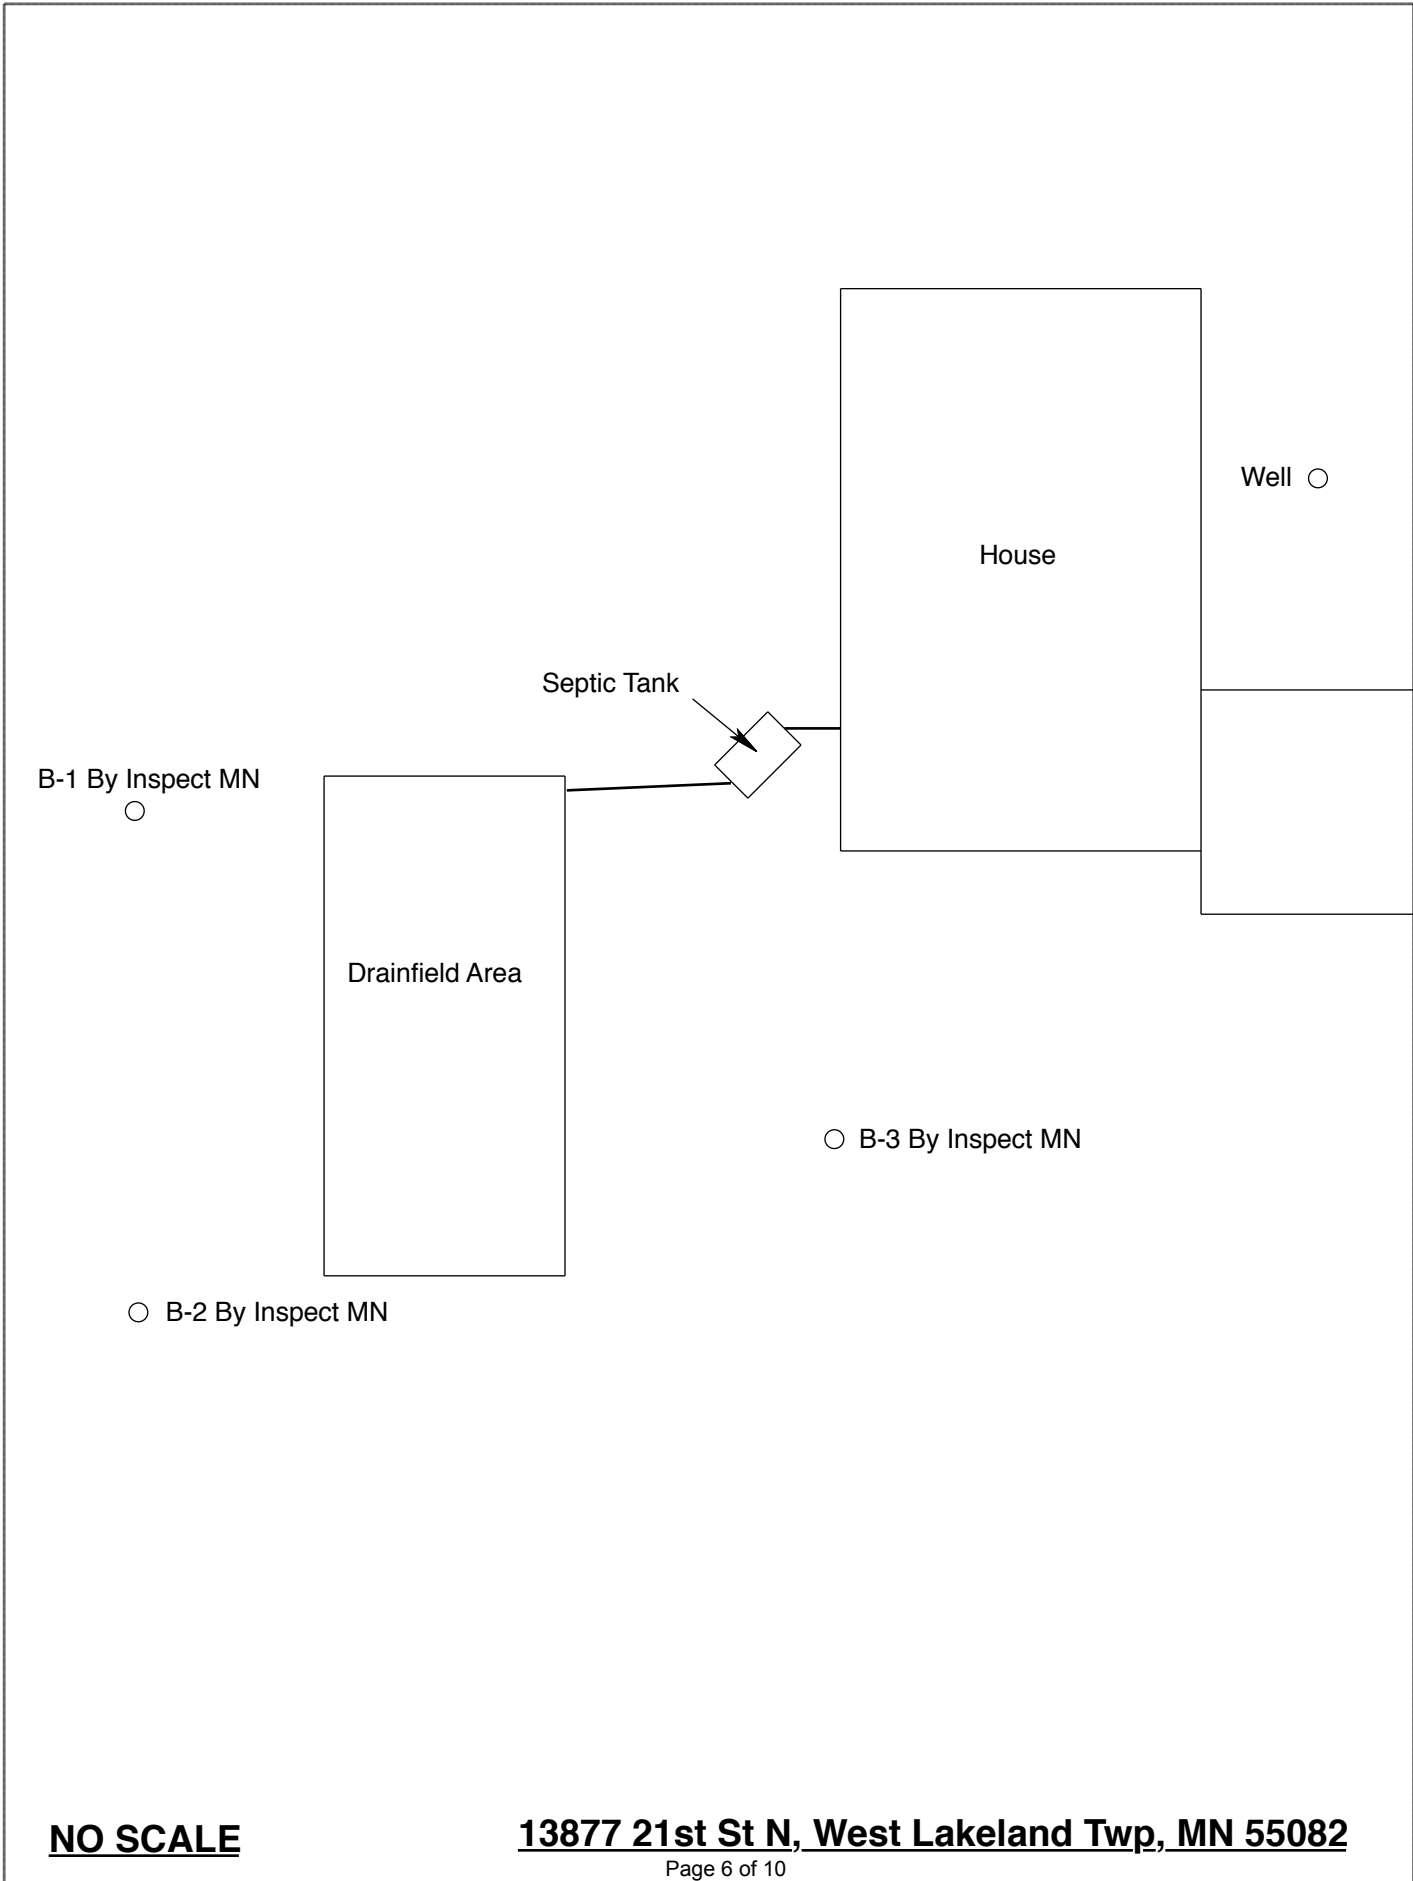 Well
House
Septic Tank
B-1 By Inspect MN
Drainfield Area
B-3 By Inspect MN
B-2 By Inspect MN
NO SCALE
13877 21st St N, West Lakeland Twp, MN 55082
Page 6 of 10